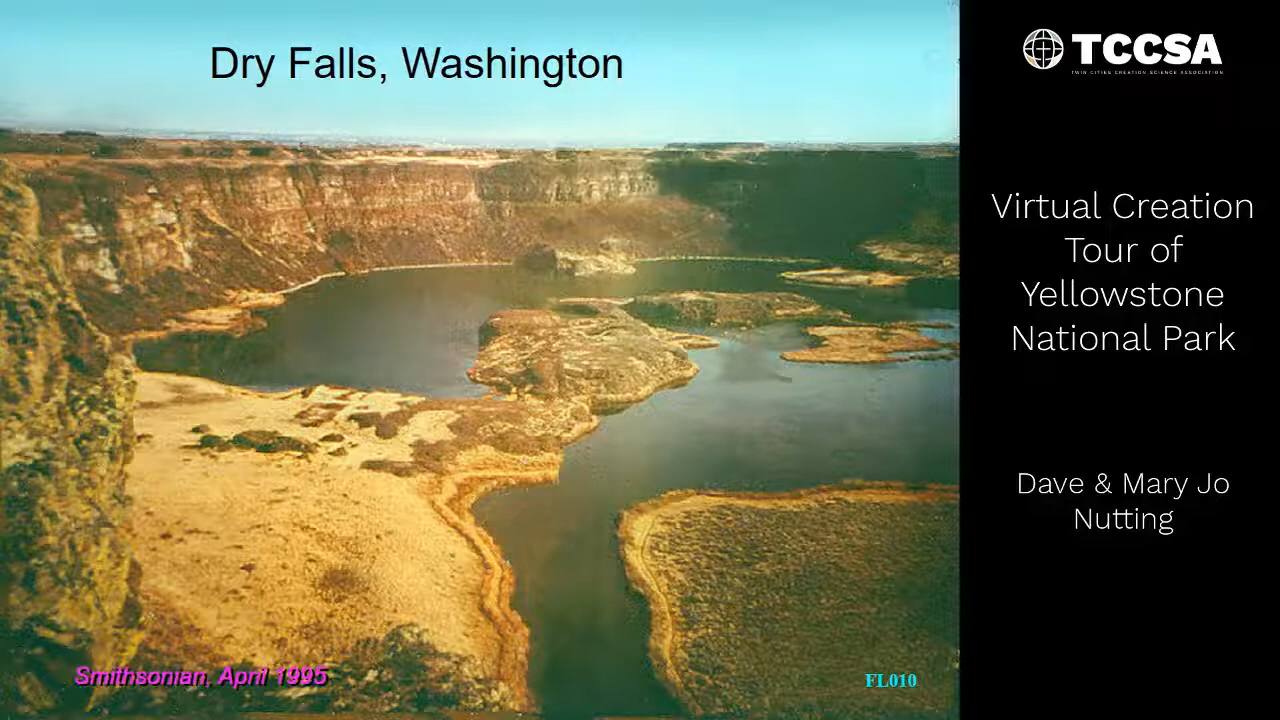 Dry Falls, Washington
Smithsonian, April 1995
FL010
TCCSA
TWIN CITIES CREATION SCIENCE ASSOCIATION
Virtual Creation
Tour of
Yellowstone
National Park
Dave & Mary Jo
Nutting